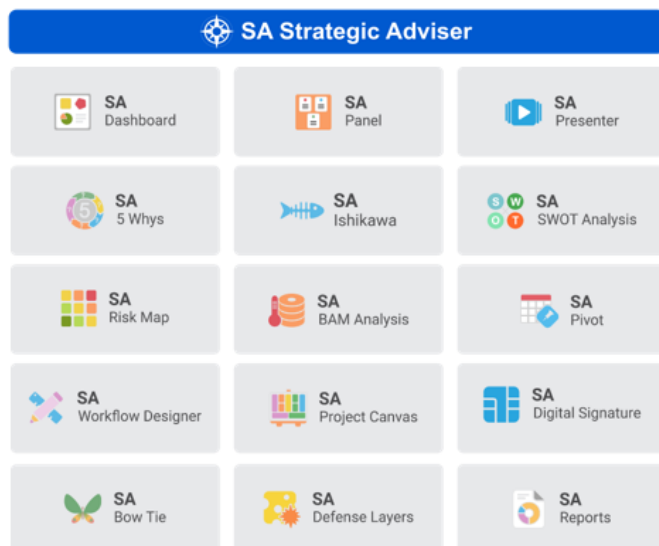 SA Strategic Adviser
SA
Dashboard
SA
Panel
SA
Presenter
5
SA
5 Whys
SA
Ishikawa
S W
O T
SA
SWOT Analysis
SA
Risk Map
SA
BAM Analysis
SA
Pivot
SA
Workflow Designer
SA
Project Canvas
SA
Digital Signature
SA
Bow Tie
SA
Defense Layers
SA
Reports